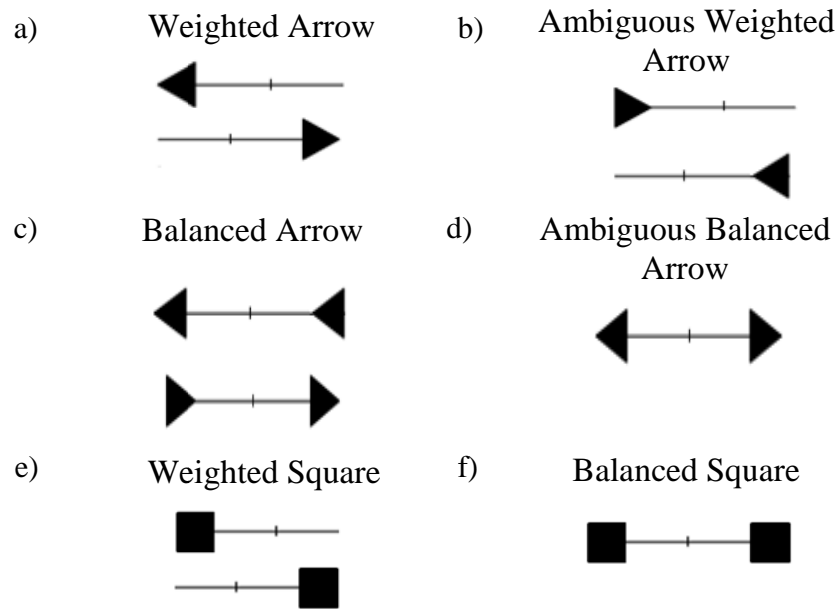 a)
Weighted Arrow
b)
Ambiguous Weighted
Arrow
c)
Balanced Arrow
d)
Ambiguous Balanced
Arrow
e)
Weighted Square
f)
Balanced Square